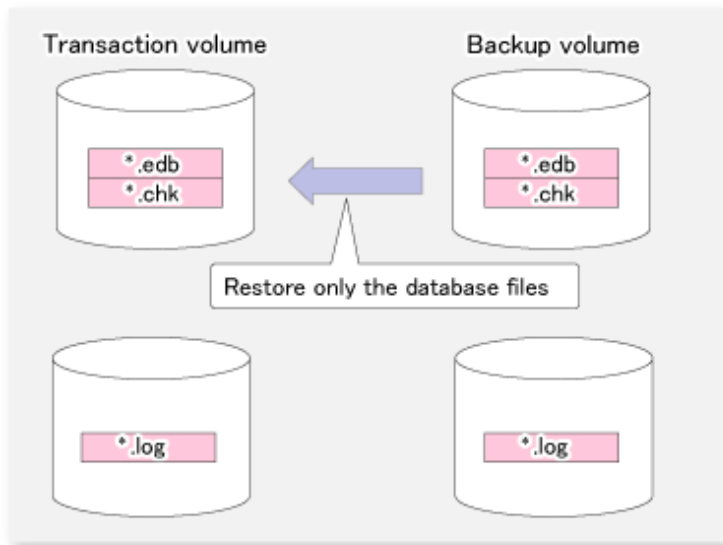 Transaction volume
Backup volume
*.edb
*.chk
*.edb
*.chk
Restore only the database files
*.log
*.log